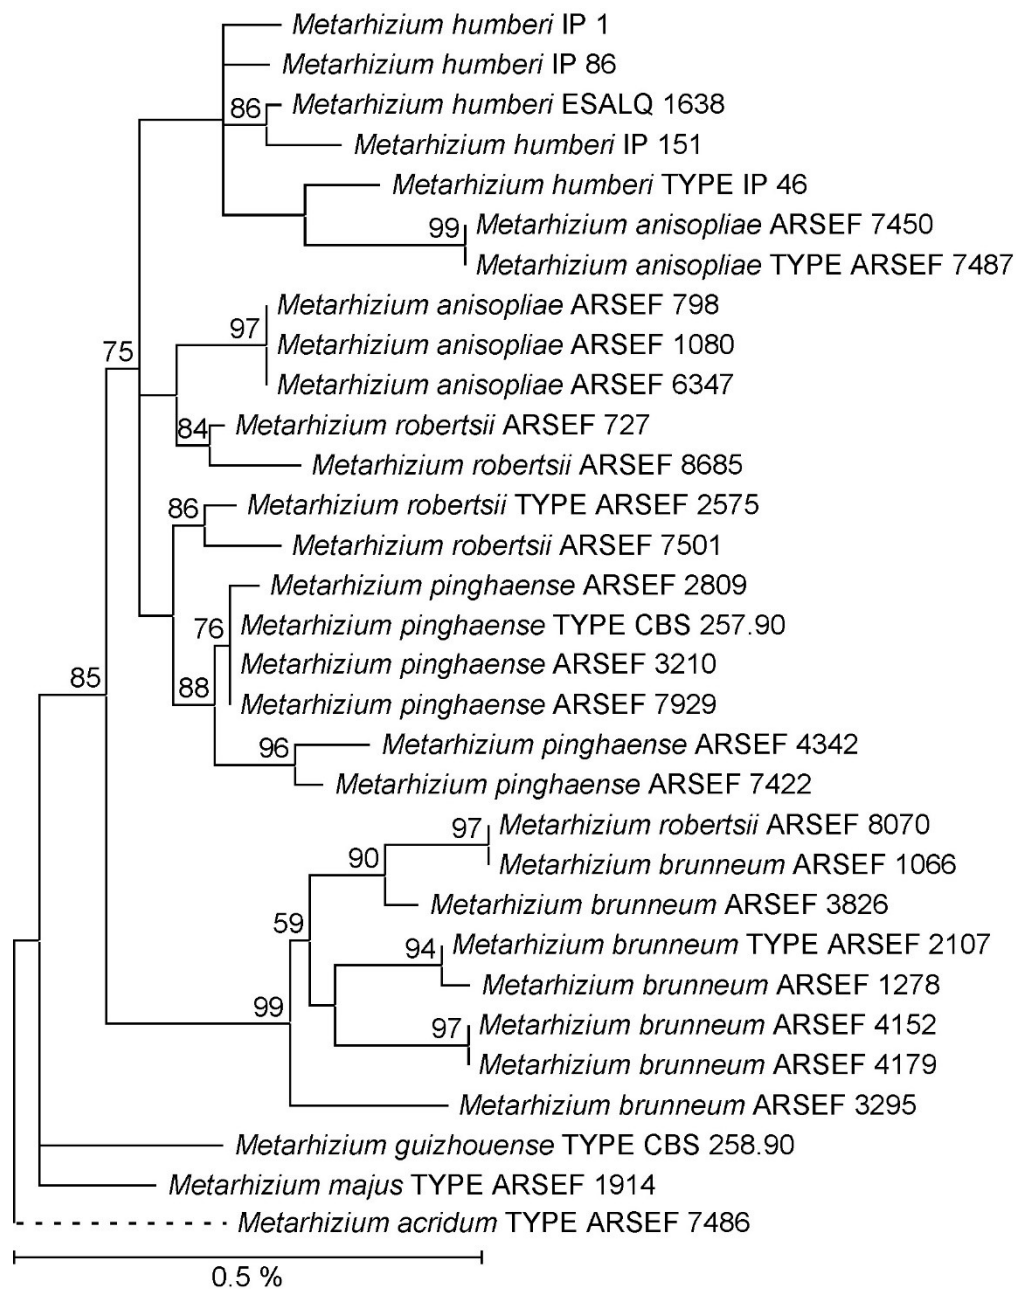 Metarhizium humberi IP 1
Metarhizium humberi IP 86
86
Metarhizium humberi ESALQ 1638
Metarhizium humberi IP 151
Metarhizium humberi TYPE IP 46
99
Metarhizium anisopliae ARSEF 7450
Metarhizium anisopliae TYPE ARSEF 7487
Metarhizium anisopliae ARSEF 798
97
Metarhizium anisopliae ARSEF 1080
75
Metarhizium anisopliae ARSEF 6347
84
Metarhizium robertsii ARSEF 727
Metarhizium robertsii ARSEF 8685
86
Metarhizium robertsii TYPE ARSEF 2575
Metarhizium robertsii ARSEF 7501
Metarhizium pinghaense ARSEF 2809
76
Metarhizium pinghaense TYPE CBS 257.90
Metarhizium pinghaense ARSEF 3210
85
88
Metarhizium pinghaense ARSEF 7929
96
Metarhizium pinghaense ARSEF 4342
Metarhizium pinghaense ARSEF 7422
97
Metarhizium robertsii ARSEF 8070
90
Metarhizium brunneum ARSEF 1066
Metarhizium brunneum ARSEF 3826
59
94
Metarhizium brunneum TYPE ARSEF 2107
Metarhizium brunneum ARSEF 1278
99
97
Metarhizium brunneum ARSEF 4152
Metarhizium brunneum ARSEF 4179
Metarhizium brunneum ARSEF 3295
Metarhizium guizhouense TYPE CBS 258.90
Metarhizium majus TYPE ARSEF 1914
Metarhizium acridum TYPE ARSEF 7486
0.5 %